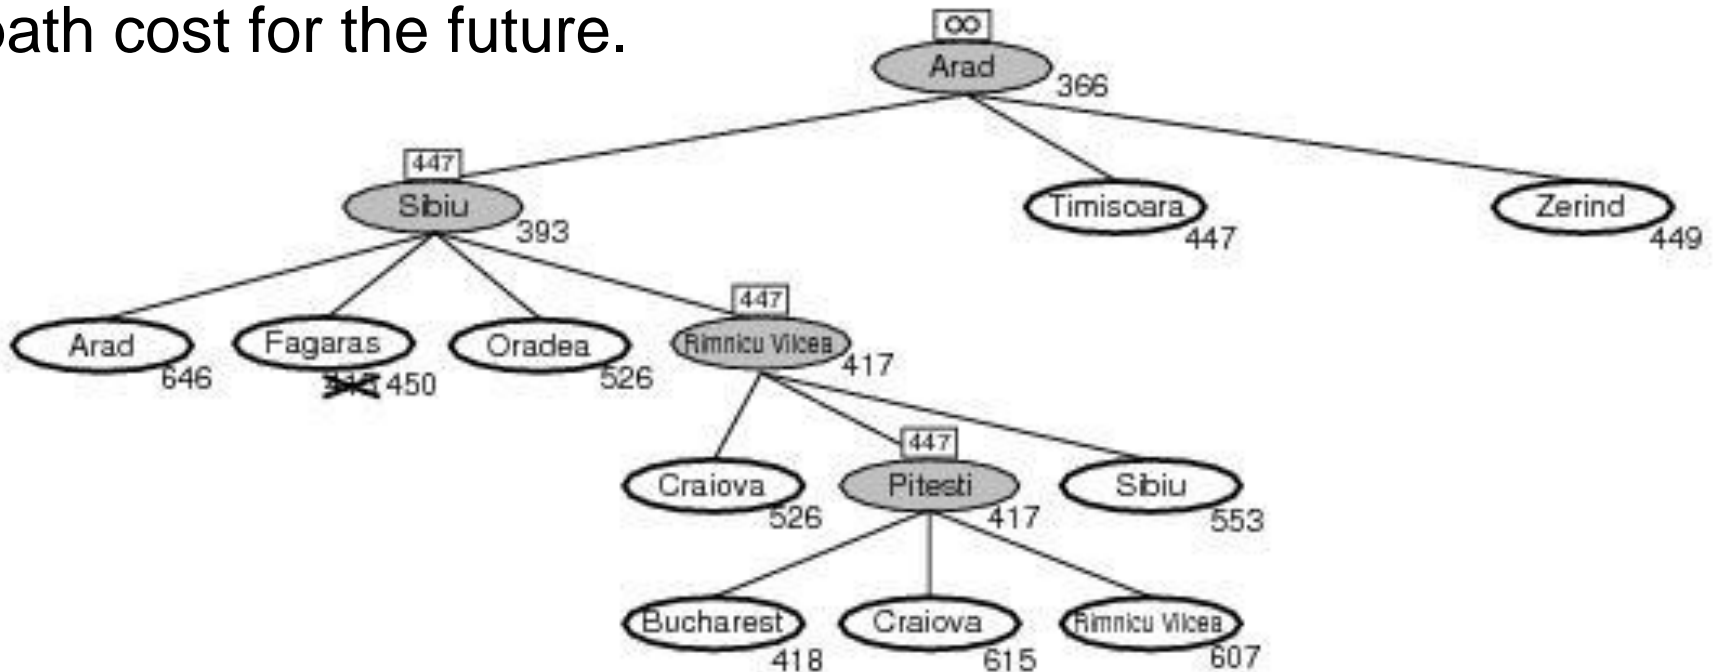 path cost for the future.
∞
Arad
366
447
Sibiu
393
Timisoara
447
Zerind
449
Arad
646
Fagaras
450
Oradea
526
447
Rimnicu Vilcea
417
Craiova
526
447
Pitesti
417
Sibiu
553
Bucharest
418
Craiova
615
Rimnicu Vilcea
607